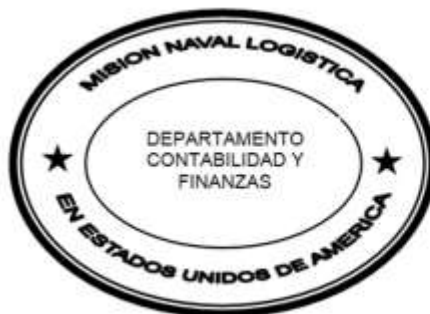 MISION NAVAL LOGISTICA
DEPARTAMENTO
CONTABILIDAD Y
FINANZAS
EN ESTADOS UNIDOS DE AMERICA